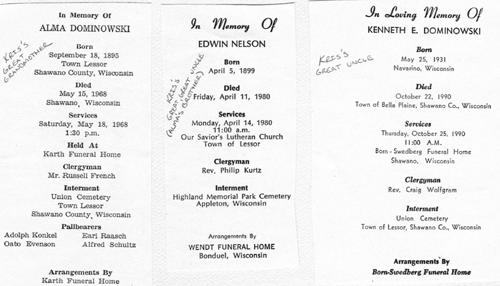 In Memory Of
ALMA DOMINOWSKI
KRIS'S GREAT GRANDMOTHER
Born
September 18, 1895
Town Lessor
Shawano County, Wisconsin
Died
May 15, 1968
Shawano, Wisconsin
Services
Saturday, May 18, 1968
1:30 p.m.
Held At
Karth Funeral Home
Clergyman
Mr. Russell French
Interment
Union Cemetery
Town Lessor
Shawano County, Wisconsin
Pallbearers
Adolph Konkel Earl Raasch
Oato Evenson Alfred Schultz
Arrangements By
Karth Funeral Home
In Memory Of
EDWIN NELSON
KRIS'S
GREAT GREAT UNCLE
(ALMA'S BROTHER)
Born
April 5, 1899
Died
Friday, April 11, 1980
Services
Monday, April 14, 1980
11:00 a.m.
Our Savior's Lutheran Church
Town of Lessor
Clergyman
Rev. Philip Kurtz
Interment
Highland Memorial Park Cemetery
Appleton, Wisconsin
Arrangements By
WENDT FUNERAL HOME
Bonduel, Wisconsin
In Loving Memory Of
KENNETH E. DOMINOWSKI
KRIS'S
GREAT UNCLE
Born
May 25, 1931
Navarino, Wisconsin
Died
October 22, 1990
Town of Bella Plaine, Shawano Co., Wisconsin
Services
Thursday, October 25, 1990
11:00 A.M.
Born-Swedberg Funeral Home
Shawano, Wisconsin
Clergyman
Rev. Craig Wolfgram
Interment
Union Cemetery
Town of Lessor, Shawano Co., Wisconsin
Arrangements By
Born-Swedberg Funeral Home